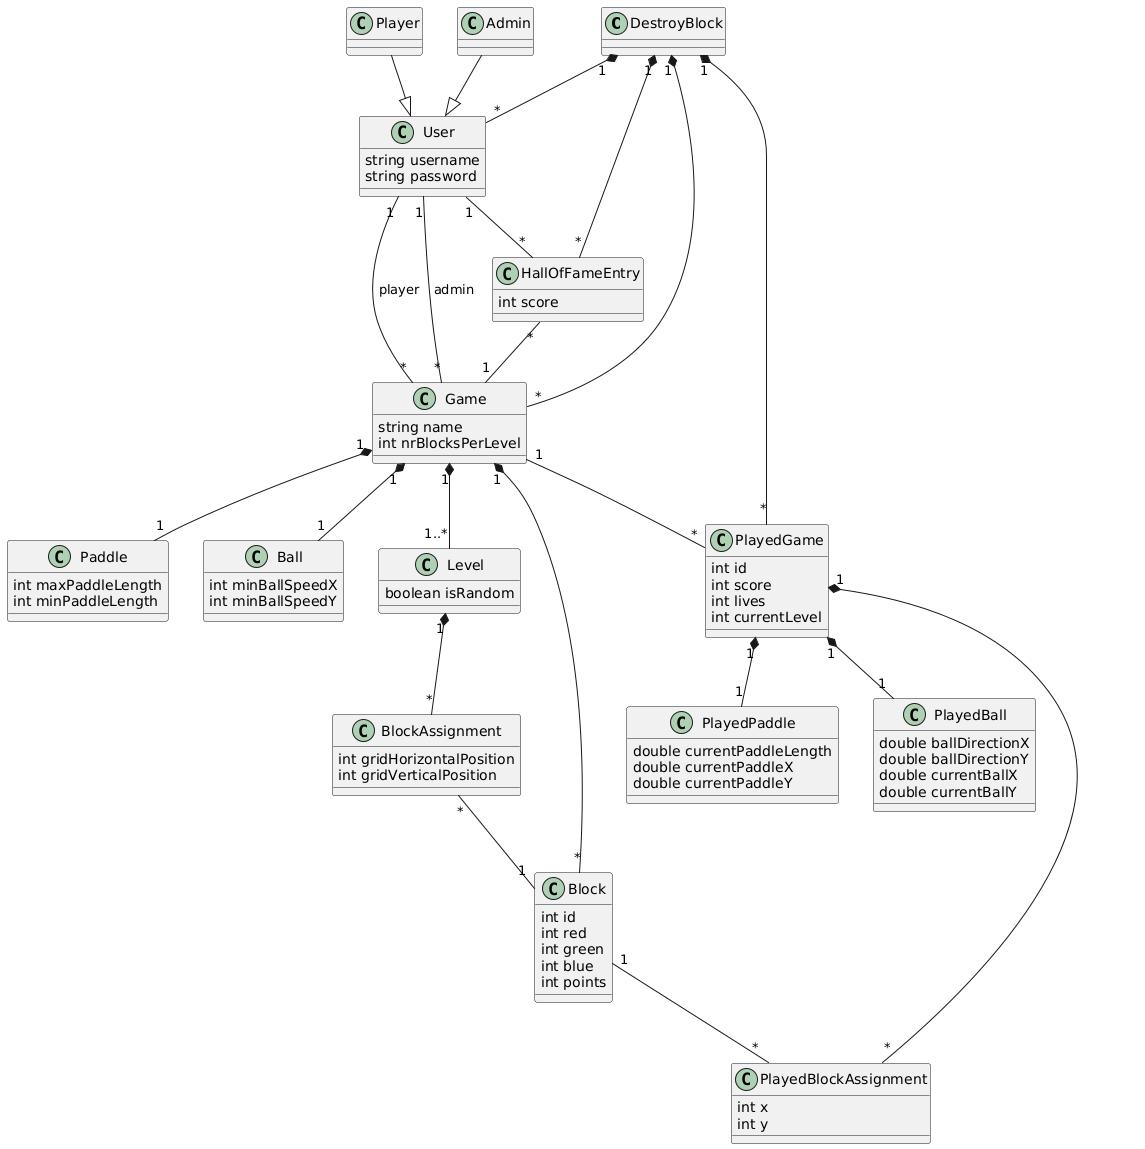 C Player
C Admin
C DestroyBlock
1 1 1 1
*
C User
string username
string password
1 1 1
* *
C HallOfFameEntry
int score
player admin
*
* * 1
*
C Game
string name
int nrBlocksPerLevel
1 1 1 1 1
1 1 1..* * *
C Paddle
int maxPaddleLength
int minPaddleLength
C Ball
int minBallSpeedX
int minBallSpeedY
C Level
boolean isRandom
C PlayedGame
int id
int score
int lives
int currentLevel
1
1
1 1
* 1 1
C BlockAssignment
int gridHorizontalPosition
int gridVerticalPosition
C PlayedPaddle
double currentPaddleLength
double currentPaddleX
double currentPaddleY
C PlayedBall
double ballDirectionX
double ballDirectionY
double currentBallX
double currentBallY
*
1 *
C Block
int id
int red
int green
int blue
int points
1
* *
C PlayedBlockAssignment
int x
int y